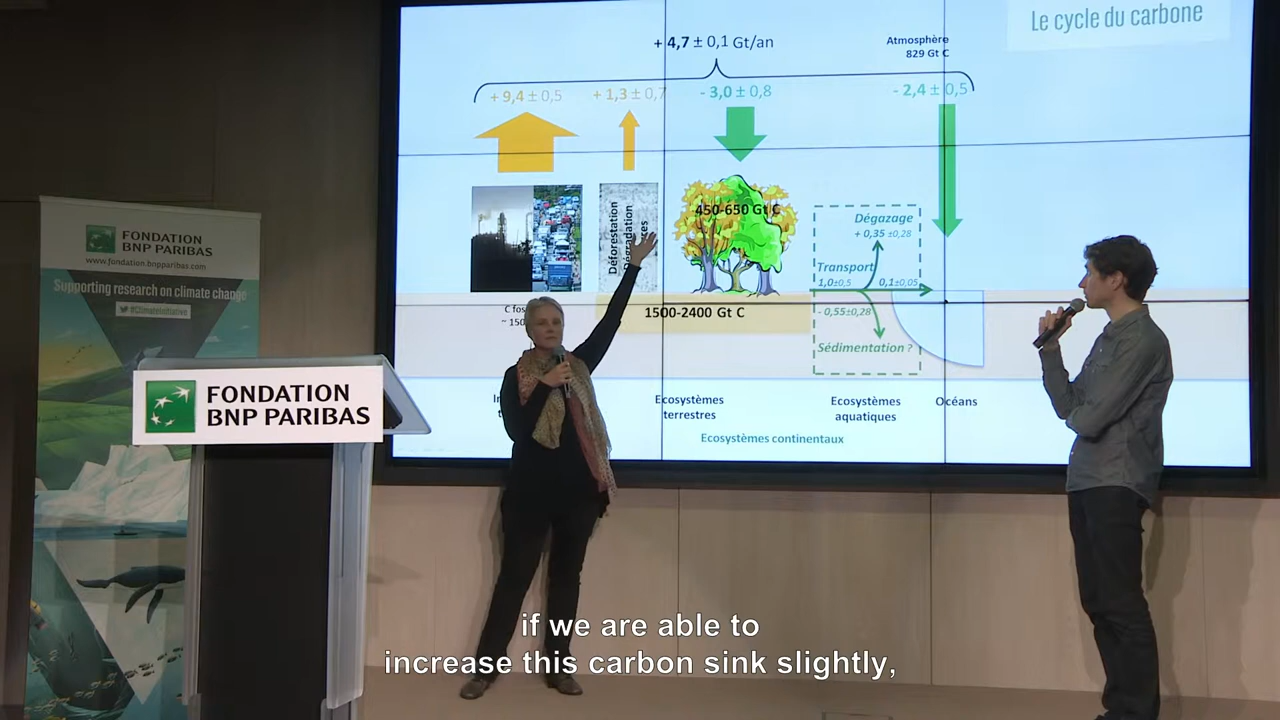 Le cycle du carbone
+ 4,7 ± 0,1 Gt/an
Atmosphère
829 Gt C
+ 9,4 ± 0,5
+ 1,3 ± 0,7
- 3,0 ± 0,8
- 2,4 ± 0,5
Déforestation
450-650 Gt C
Dégazage
+ 0,35 ±0,28
Transport
1,0±0,5
0,1±0,05
- 0,55±0,28
Sédimentation ?
1500-2400 Gt C
Ecosystèmes
terrestres
Ecosystèmes
aquatiques
Océans
Ecosystèmes continentaux
FONDATION
BNP PARIBAS
www.fondation.bnpparibas.com
Supporting research on climate change
#ClimateInitiative
FONDATION
BNP PARIBAS
if we are able to
increase this carbon sink slightly,